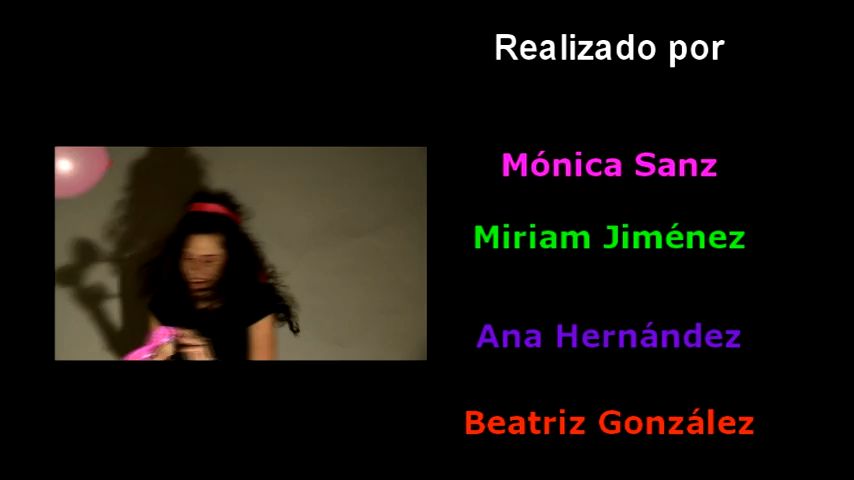 Realizado por
Mónica Sanz
Miriam Jiménez
Ana Hernández
Beatriz González